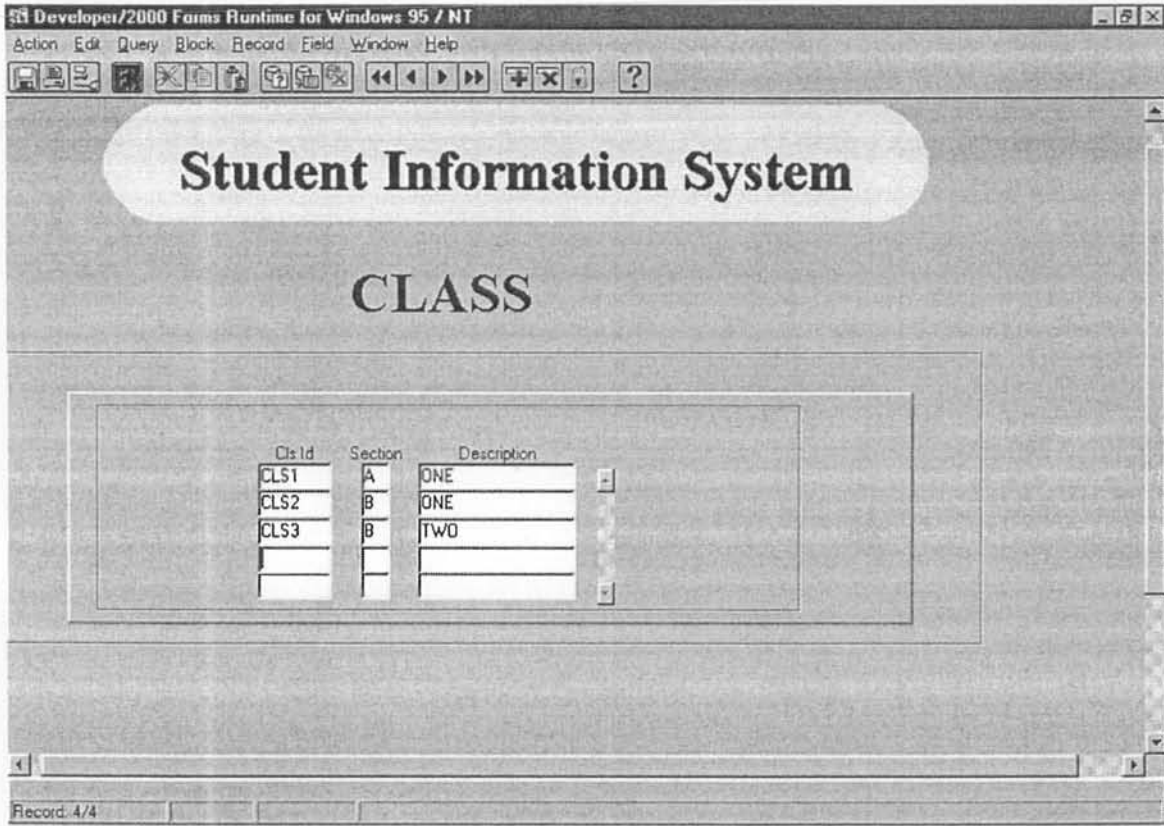 Developer/2000 Forms Runtime for Windows 95 / NT
Action Edit Query Block Record Field Window Help
?
Student Information System
CLASS
Cls Id Section Description
CLS1 A ONE
CLS2 B ONE
CLS3 B TWO
Record: 4/4